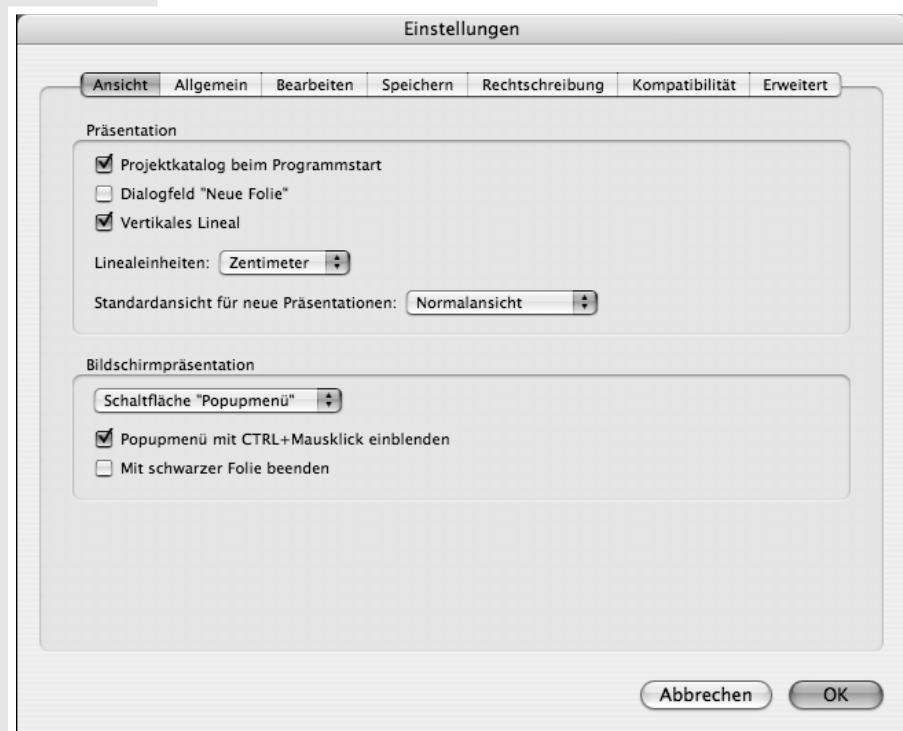 Einstellungen
Ansicht Allgemein Bearbeiten Speichern Rechtschreibung Kompatibilität Erweitert
Präsentation
Projektkatalog beim Programmstart
Dialogfeld "Neue Folie"
Vertikales Lineal
Linealeinheiten: Zentimeter
Standardansicht für neue Präsentationen: Normalansicht
Bildschirmpräsentation
Schaltfläche "Popupmenü"
Popupmenü mit CTRL+Mausklick einblenden
Mit schwarzer Folie beenden
Abbrechen OK